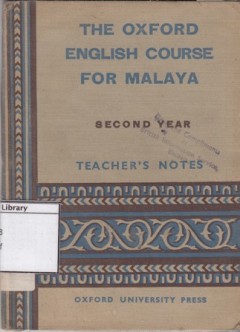 THE OXFORD
ENGLISH COURSE
FOR MALAYA
SECOND YEAR
TEACHER'S NOTES
Library
OXFORD UNIVERSITY PRESS